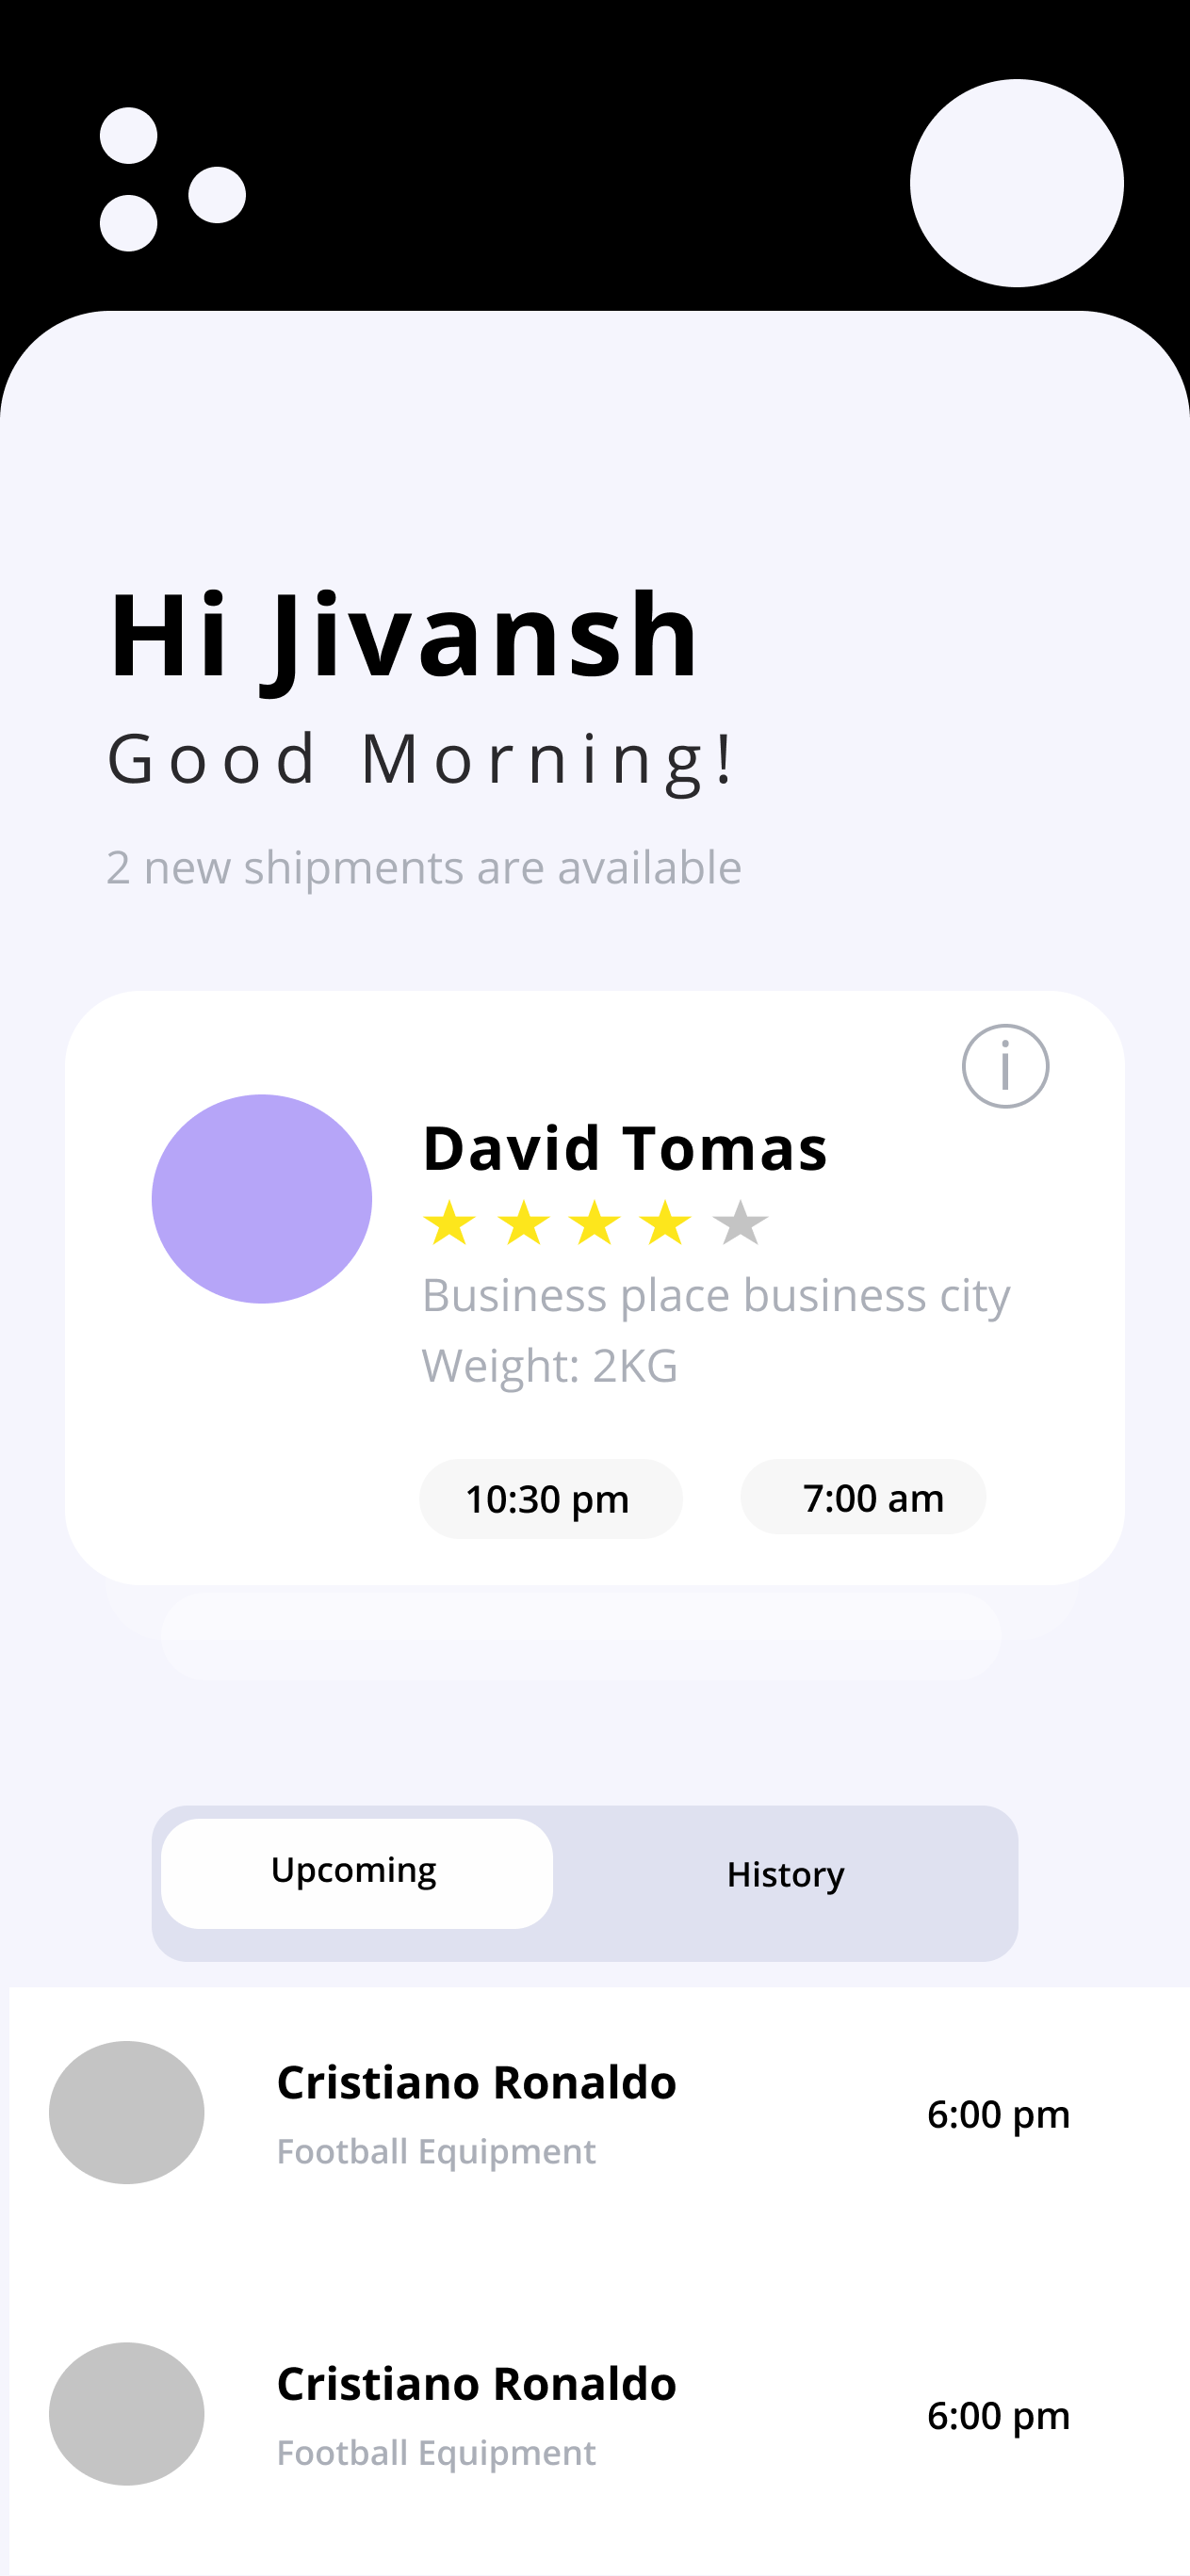 Hi Jivansh
Good Morning!
2 new shipments are available
i
David Tomas
Business place business city
Weight: 2KG
10:30 pm
7:00 am
Upcoming
History
Cristiano Ronaldo
6:00 pm
Football Equipment
Cristiano Ronaldo
6:00 pm
Football Equipment